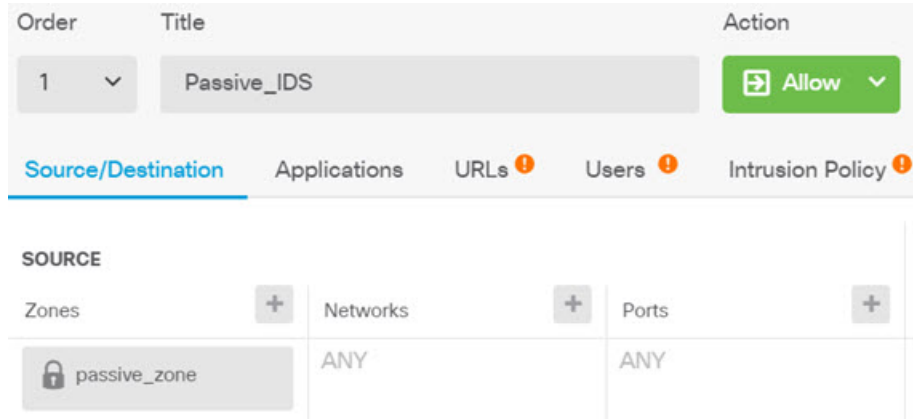 Order Title Action
1 Passive_IDS Allow
Source/Destination Applications URLs Users Intrusion Policy
SOURCE
Zones Networks Ports
passive_zone ANY ANY